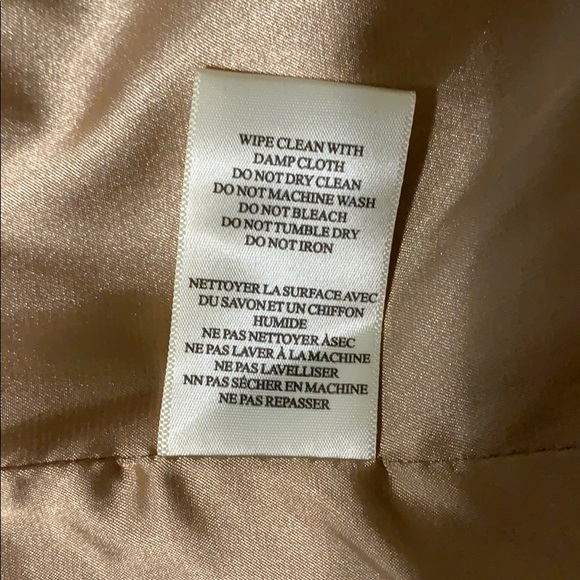 WIPE CLEAN WITH
DAMP CLOTH
DO NOT DRY CLEAN
DO NOT MACHINE WASH
DO NOT BLEACH
DO NOT TUMBLE DRY
DO NOT IRON
NETTOYER LA SURFACE AVEC
DU SAVON ET UN CHIFFON
HUMIDE
NE PAS NETTOYER ÀSEC
NE PAS LAVER À LA MACHINE
NE PAS LAVELLISER
NN PAS SÉCHER EN MACHINE
NE PAS REPASSER